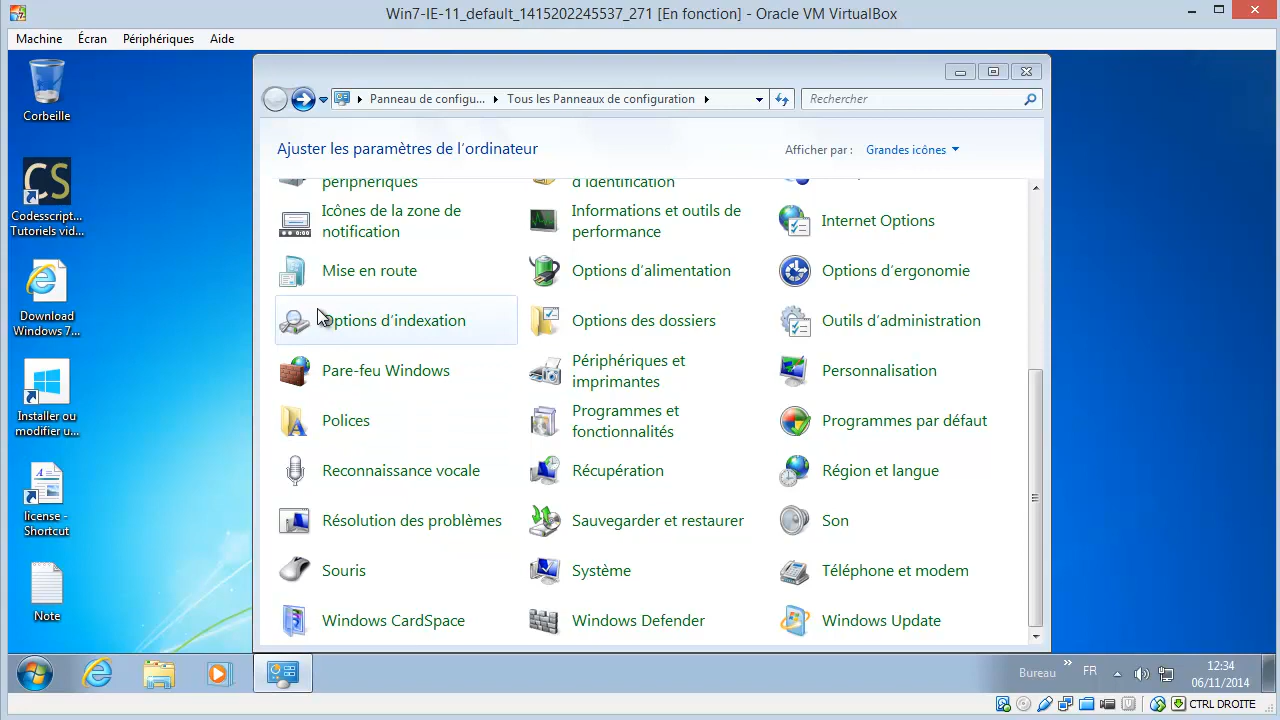 Win7-IE-11_default_1415202245537_271 [En fonction] - Oracle VM VirtualBox
Machine Écran Périphériques Aide
Corbeille
Codesscript...
Tutoriels vid...
Download
Windows 7...
Installer ou
modifier u...
license -
Shortcut
Note
Panneau de configu... Tous les Panneaux de configuration Rechercher
Ajuster les paramètres de l'ordinateur
Afficher par : Grandes icônes
périphériques
d'identification
Icônes de la zone de
notification
Informations et outils de
performance
Internet Options
Mise en route
Options d'alimentation
Options d'ergonomie
Options d'indexation
Options des dossiers
Outils d'administration
Pare-feu Windows
Périphériques et
imprimantes
Personnalisation
Polices
Programmes et
fonctionnalités
Programmes par défaut
Reconnaissance vocale
Récupération
Région et langue
Résolution des problèmes
Sauvegarder et restaurer
Son
Souris
Système
Téléphone et modem
Windows CardSpace
Windows Defender
Windows Update
Bureau » FR 12:34
06/11/2014
CTRL DROITE